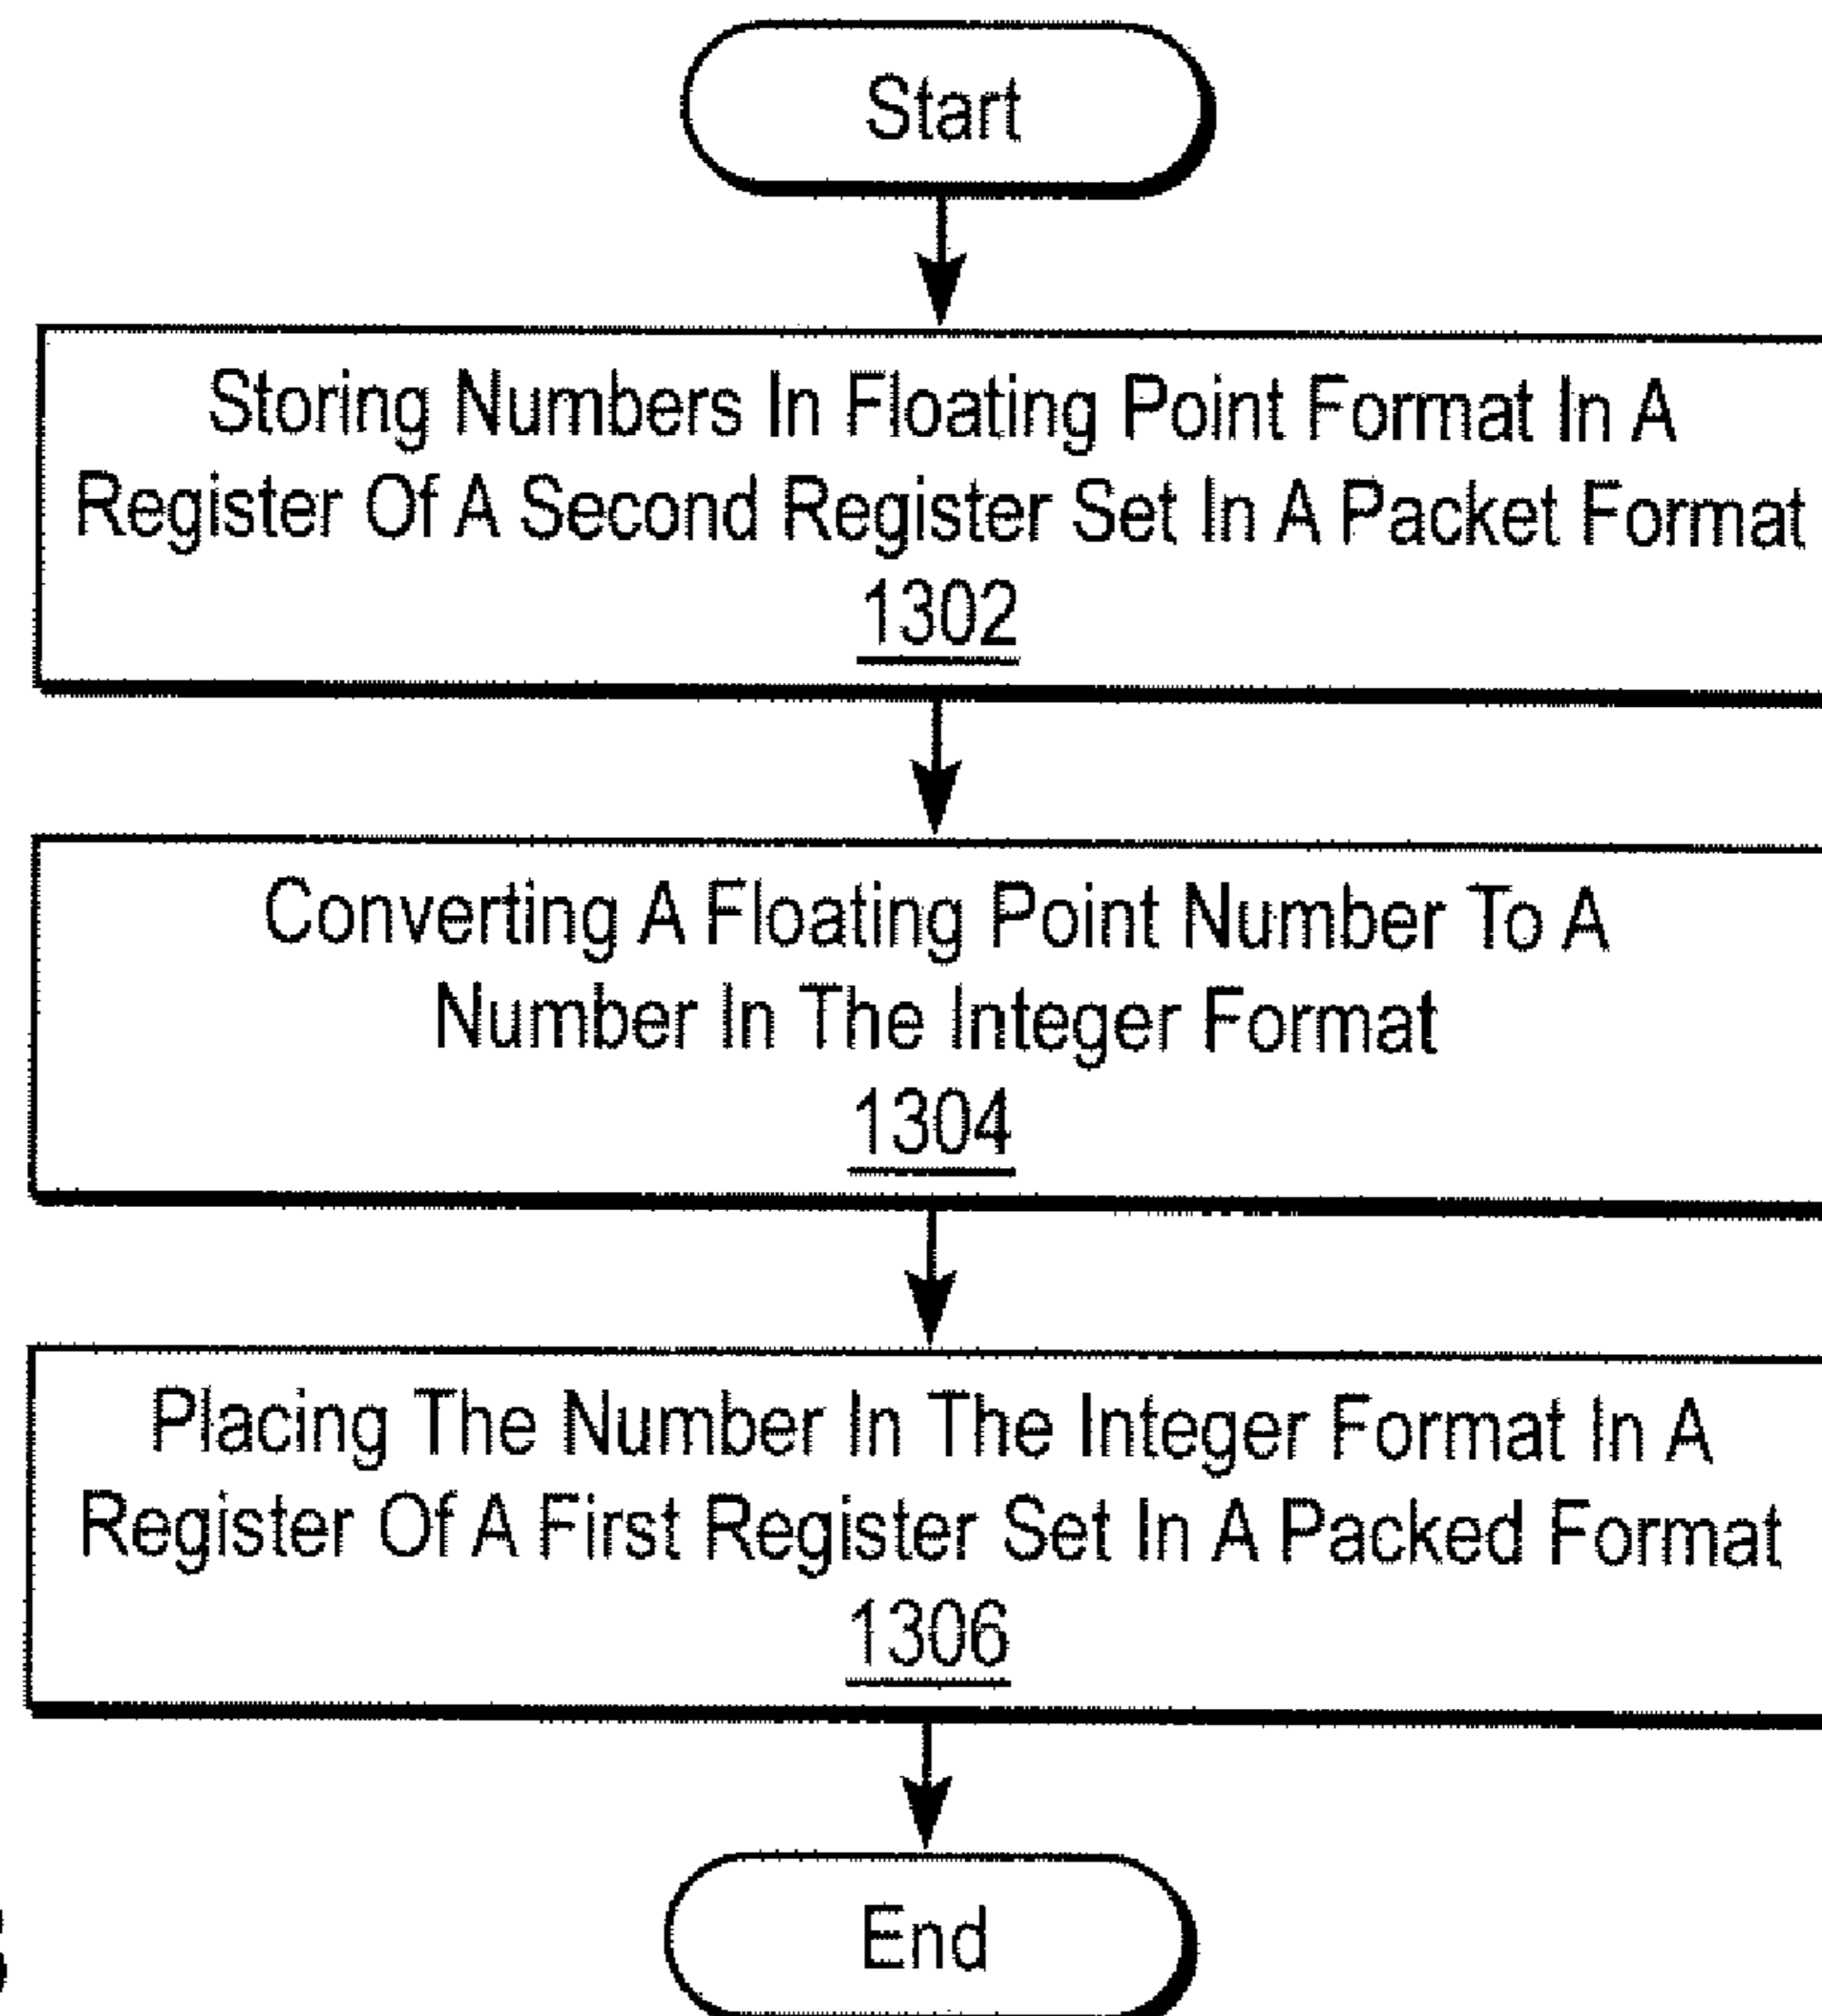 Start
Storing Numbers In Floating Point Format In A
Register Of A Second Register Set In A Packet Format
1302
Converting A Floating Point Number To A
Number In The Integer Format
1304
Placing The Number In The Integer Format In A
Register Of A First Register Set In A Packed Format
1306
End